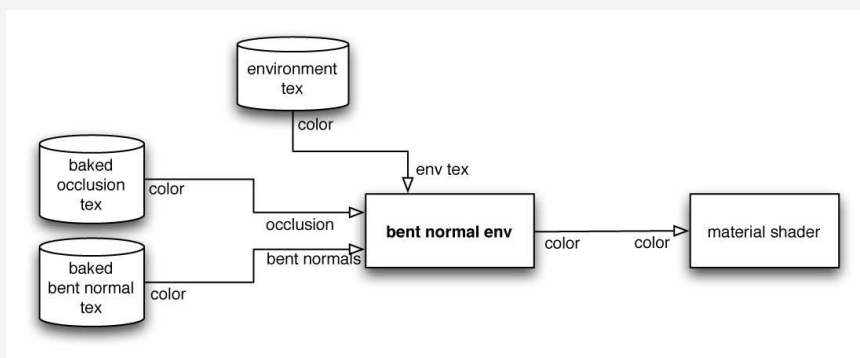 environment
tex
color
env tex
baked
occlusion
tex
color
occlusion
bent normal env
color
color
material shader
bent normals
baked
bent normal
tex
color